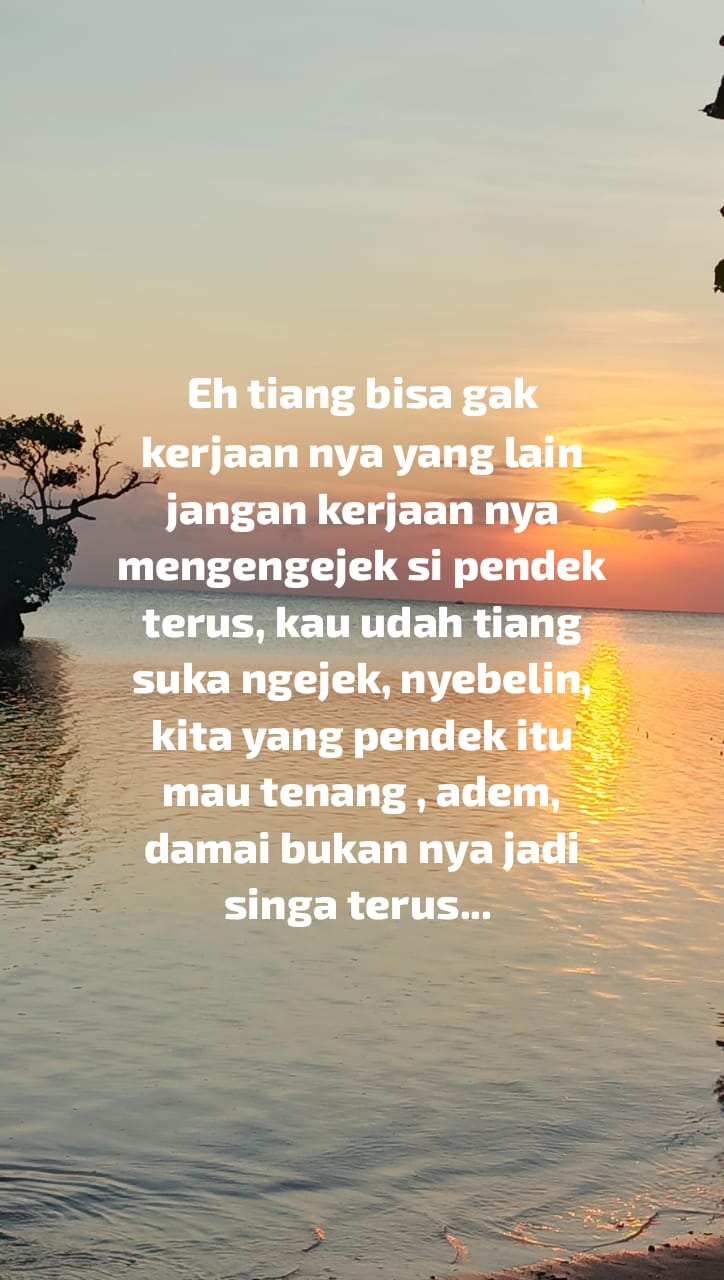 Eh tiang bisa gak
kerjaan nya yang lain
jangan kerjaan nya
mengengejek si pendek
terus, kau udah tiang
suka ngejek, nyebelin,
kita yang pendek itu
mau tenang , adem,
damai bukan nya jadi
singa terus...